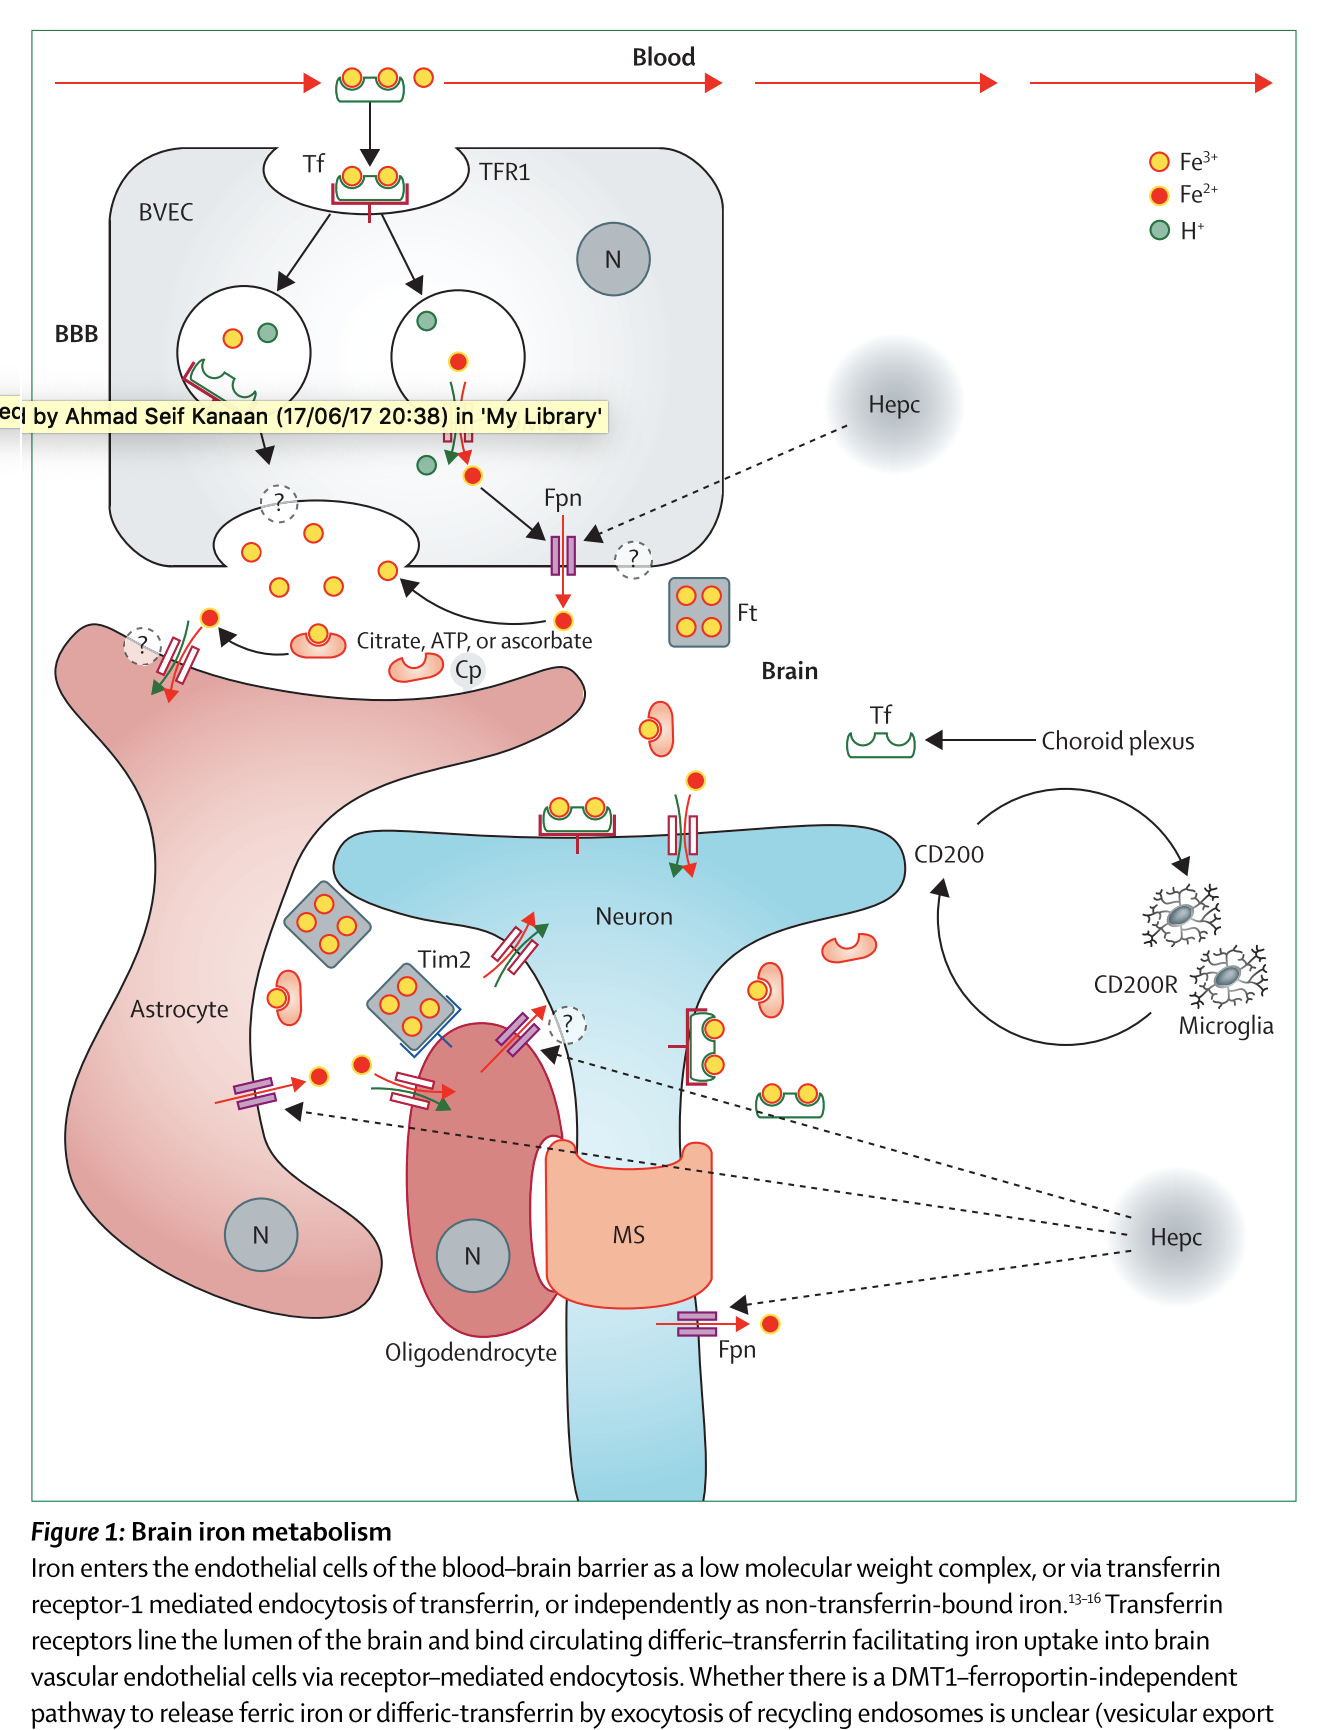 Blood
Tf
TFR1
Fe3+
Fe2+
H+
BVEC
N
BBB
Hepc
by Ahmad Seif Kanaan (17/06/17 20:38) in 'My Library'
?
Fpn
?
Ft
?
Citrate, ATP, or ascorbate
Cp
Brain
Tf
Choroid plexus
CD200
Neuron
Tim2
CD200R
Astrocyte
?
Microglia
N
N
MS
Hepc
Oligodendrocyte
Fpn
Figure 1: Brain iron metabolism
Iron enters the endothelial cells of the blood–brain barrier as a low molecular weight complex, or via transferrin
receptor-1 mediated endocytosis of transferrin, or independently as non-transferrin-bound iron.13–16 Transferrin
receptors line the lumen of the brain and bind circulating differic–transferrin facilitating iron uptake into brain
vascular endothelial cells via receptor–mediated endocytosis. Whether there is a DMT1–ferroportin-independent
pathway to release ferric iron or differic-transferrin by exocytosis of recycling endosomes is unclear (vesicular export